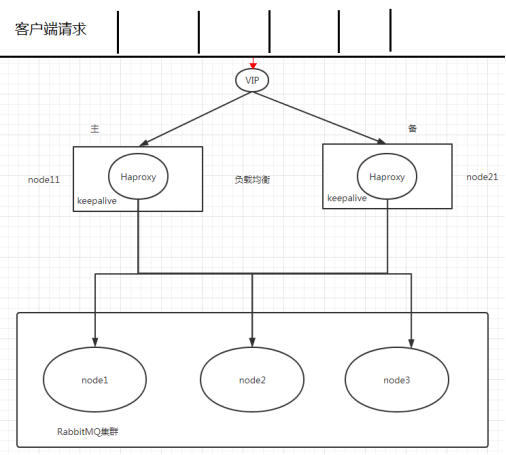 客户端请求
VIP
主
备
node11
Haproxy
keepalive
负载均衡
Haproxy
keepalive
node21
node1
node2
node3
RabbitMQ集群